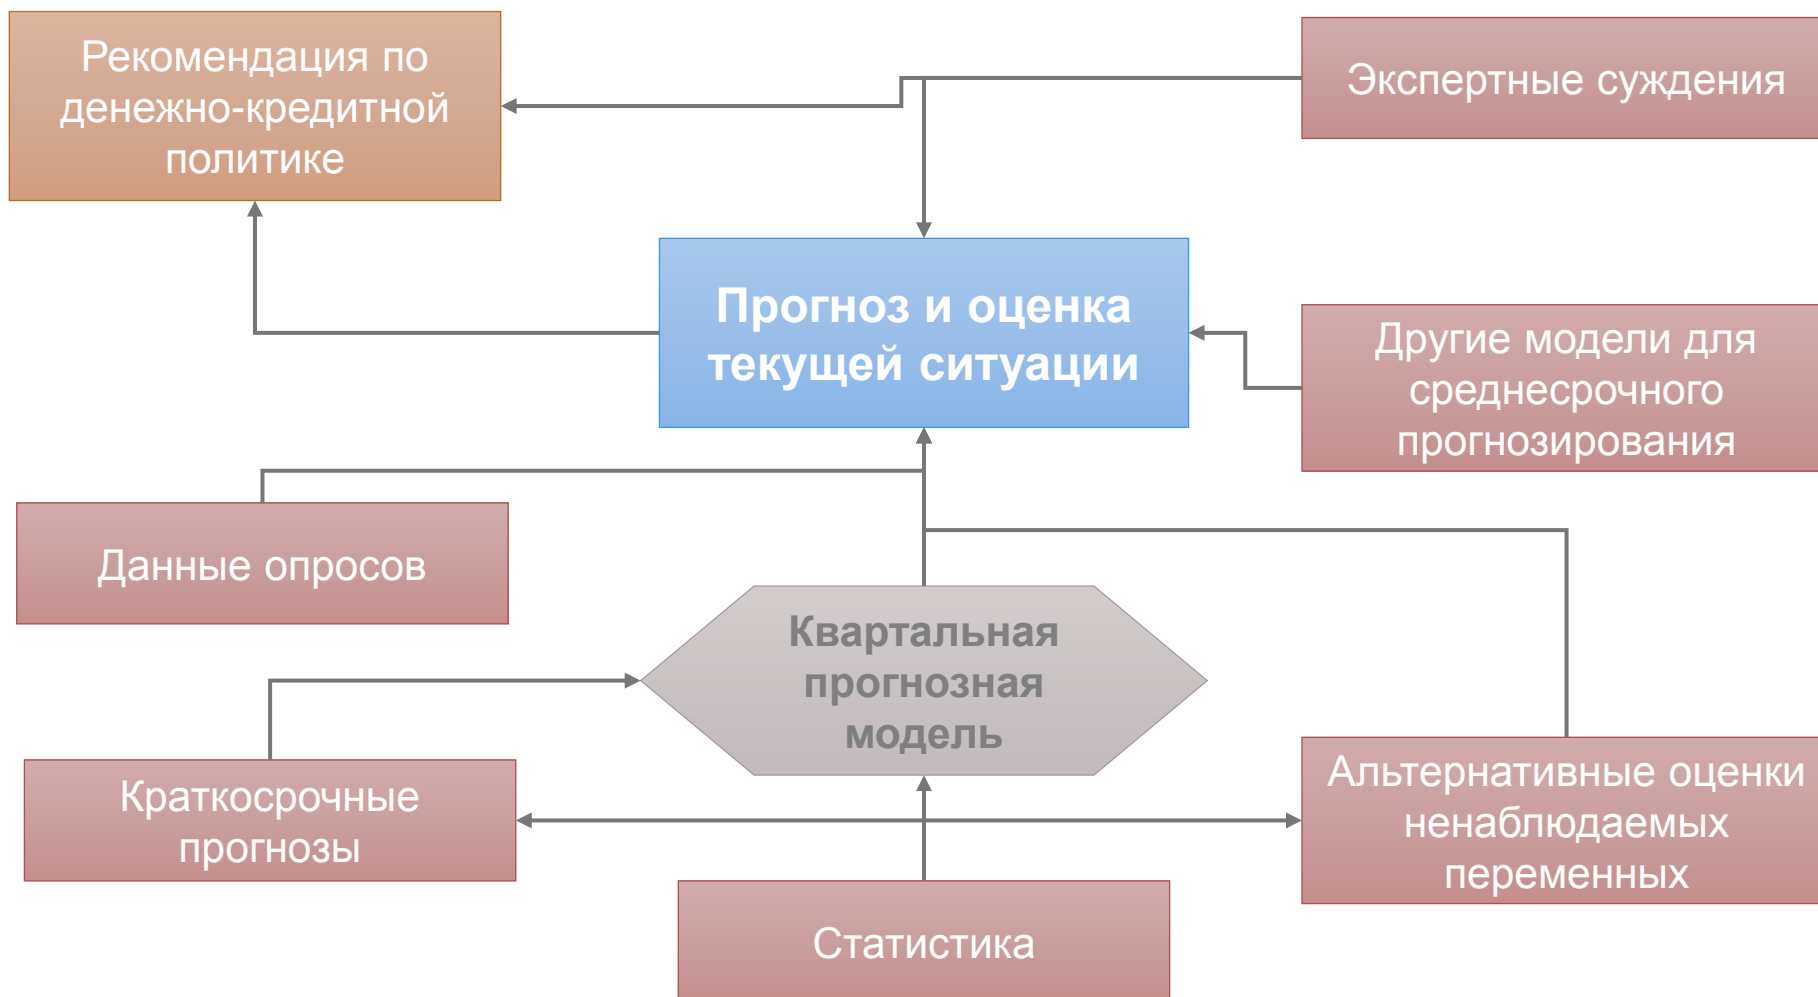 Рекомендация по
денежно-кредитной
политике
Экспертные суждения
Прогноз и оценка
текущей ситуации
Другие модели для
среднесрочного
прогнозирования
Данные опросов
Квартальная
прогнозная
модель
Краткосрочные
прогнозы
Альтернативные оценки
ненаблюдаемых
переменных
Статистика